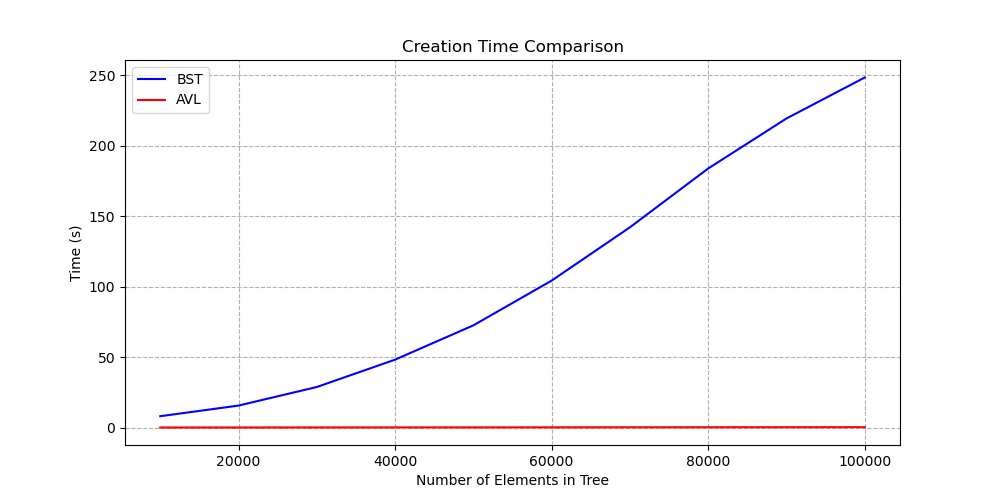 Creation Time Comparison
BST
AVL
Time (s)
250
200
150
100
50
0
20000 40000 60000 80000 100000
Number of Elements in Tree